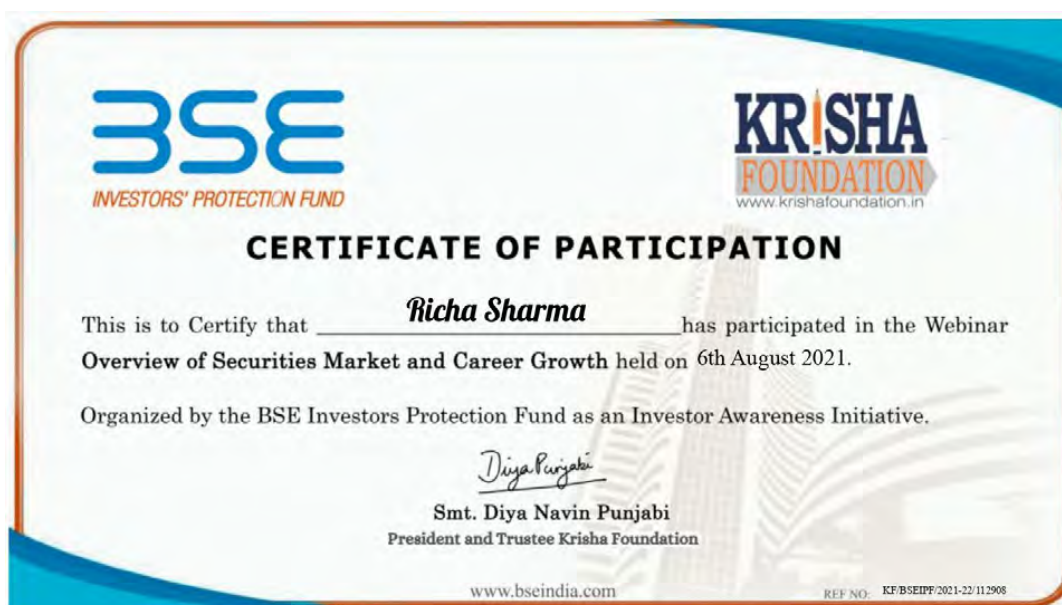 BSE
INVESTORS' PROTECTION FUND
KRISHA
FOUNDATION
www.krishafoundation.in
CERTIFICATE OF PARTICIPATION
This is to Certify that Richa Sharma has participated in the Webinar
Overview of Securities Market and Career Growth held on 6th August 2021.
Organized by the BSE Investors Protection Fund as an Investor Awareness Initiative.
Diya Punjabi
Smt. Diya Navin Punjabi
President and Trustee Krisha Foundation
www.bseindia.com
REF NO: KF/BSEIPF/2021-22/112908